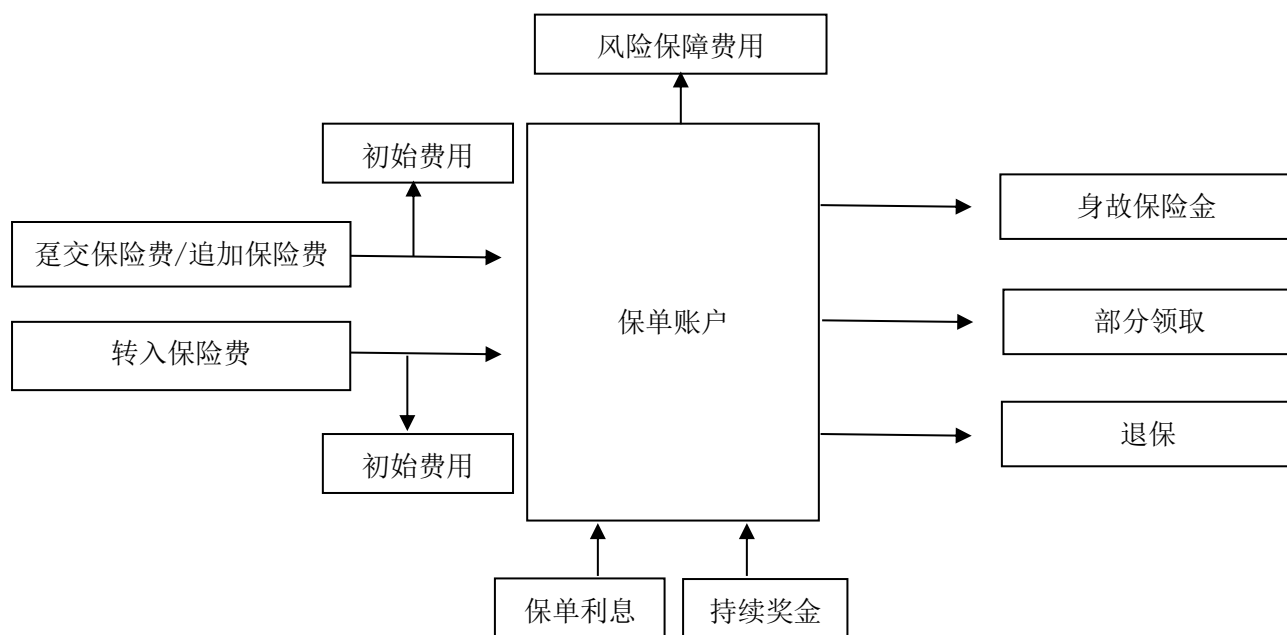 风险保障费用
初始费用
身故保险金
趸交保险费/追加保险费
部分领取
保单账户
转入保险费
退保
初始费用
保单利息
持续奖金